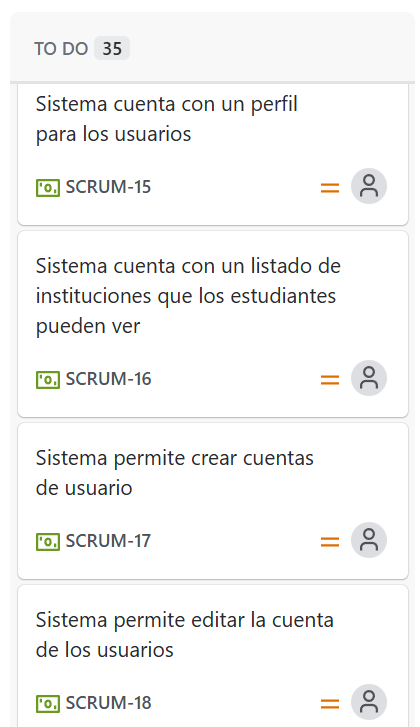 TO DO 35
Sistema cuenta con un perfil
para los usuarios
SCRUM-15
Sistema cuenta con un listado de
instituciones que los estudiantes
pueden ver
SCRUM-16
Sistema permite crear cuentas
de usuario
SCRUM-17
Sistema permite editar la cuenta
de los usuarios
SCRUM-18